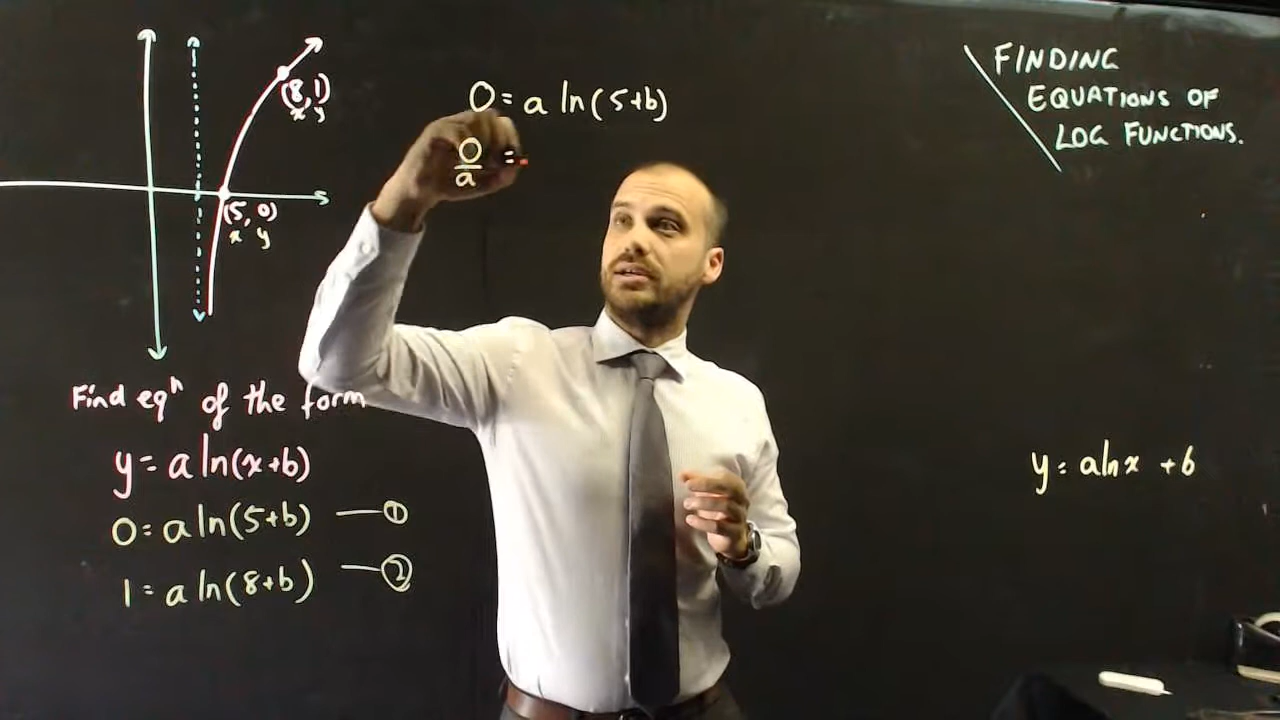 (8, 1)
x y
(5, 0)
x y
Find eqⁿ of the form
y = a ln(x+b)
0 = a ln(5+b) — ①
1 = a ln(8+b) — ②
0 = a ln(5+b)
0/a =
FINDING
EQUATIONS OF
LOG FUNCTIONS.
y = a ln x + b